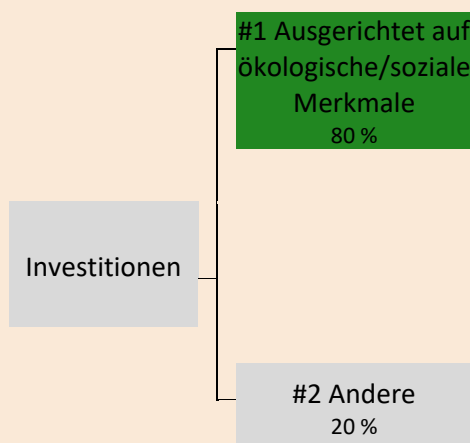 #1 Ausgerichtet auf
ökologische/soziale
Merkmale
80 %
Investitionen
#2 Andere
20 %